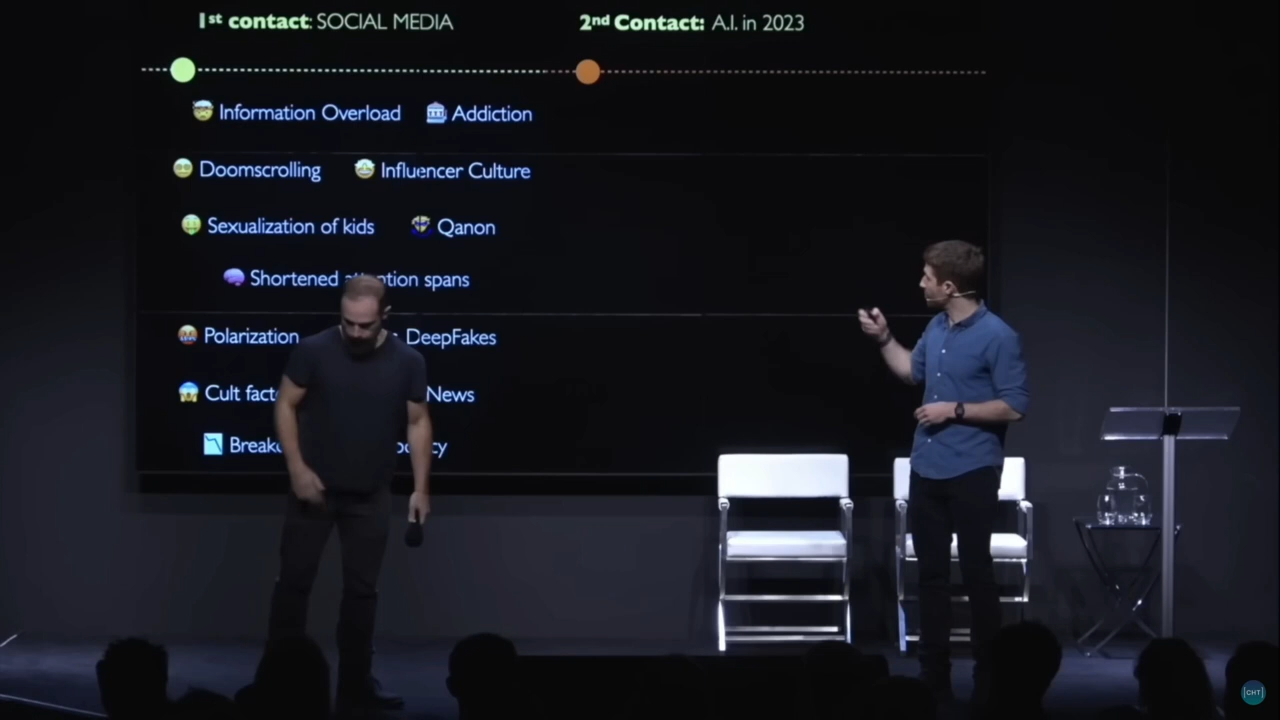 1st contact: SOCIAL MEDIA 2nd Contact: A.I. in 2023
Information Overload Addiction
Doomscrolling Influencer Culture
Sexualization of kids Qanon
Shortened spans
Polarization DeepFakes
Cult News
CHT